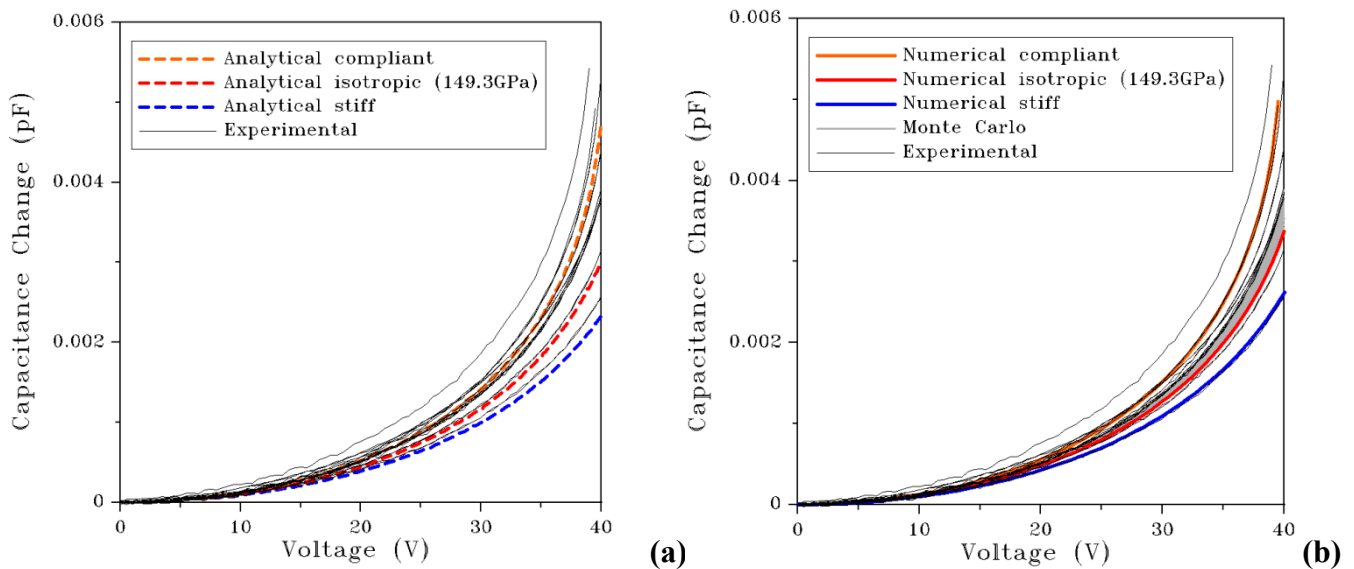 0.006
Analytical compliant
Analytical isotropic (149.3GPa)
Analytical stiff
Experimental
0.004
0.002
0
Capacitance Change (pF)
0
10
20
30
40
Voltage (V)
(a)
0.006
Numerical compliant
Numerical isotropic (149.3GPa)
Numerical stiff
Monte Carlo
Experimental
0.004
0.002
0
Capacitance Change (pF)
0
10
20
30
40
Voltage (V)
(b)